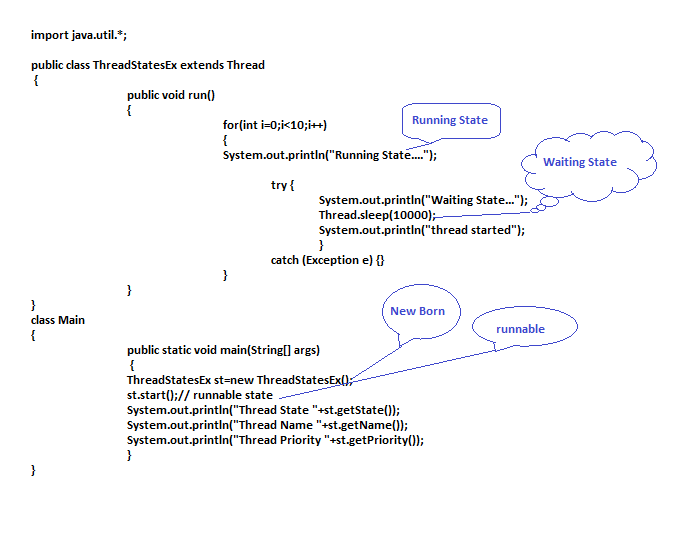 import java.util.*;
public class ThreadStatesEx extends Thread
{
public void run()
{
for(int i=0;i<10;i++)
{
System.out.println("Running State....");
Running State
try {
System.out.println("Waiting State...");
Waiting State
Thread.sleep(10000);
System.out.println("thread started");
}
catch (Exception e) {}
}
}
}
class Main
{
New Born
runnable
public static void main(String[] args)
{
ThreadStatesEx st=new ThreadStatesEx();
st.start();// runnable state
System.out.println("Thread State "+st.getState());
System.out.println("Thread Name "+st.getName());
System.out.println("Thread Priority "+st.getPriority());
}
}